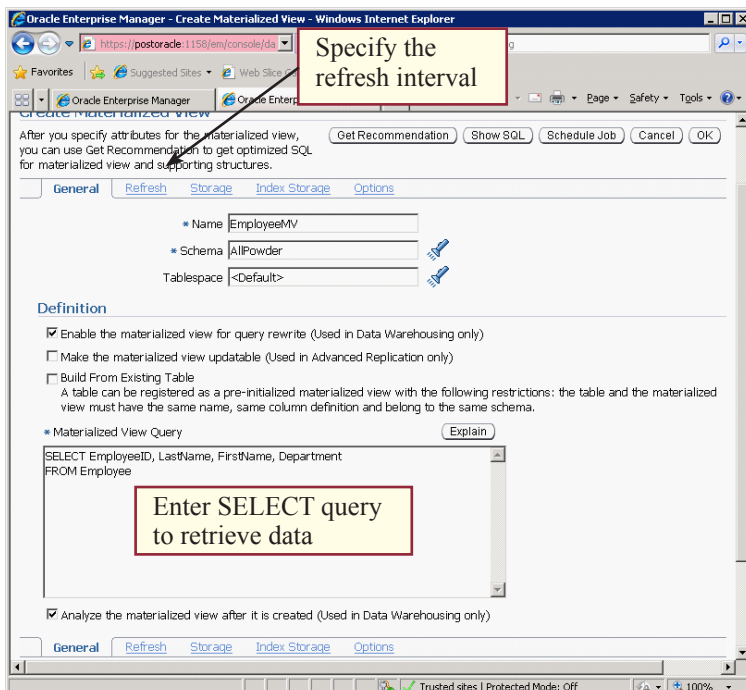 Oracle Enterprise Manager - Create Materialized View - Windows Internet Explorer
https://postoracle:1158/em/console/da
Specify the
refresh interval
Favorites
Suggested Sites
Web Slice
Oracle Enterprise Manager
Oracle Enterp
Page
Safety
Tools
Create Materialized View
After you specify attributes for the materialized view,
you can use Get Recommendation to get optimized SQL
for materialized view and supporting structures.
Get Recommendation
Show SQL
Schedule Job
Cancel
OK
General
Refresh
Storage
Index Storage
Options
* Name EmployeeMV
* Schema AllPowder
Tablespace <Default>
Definition
Enable the materialized view for query rewrite (Used in Data Warehousing only)
Make the materialized view updatable (Used in Advanced Replication only)
Build From Existing Table
A table can be registered as a pre-initialized materialized view with the following restrictions: the table and the materialized
view must have the same name, same column definition and belong to the same schema.
* Materialized View Query
Explain
SELECT EmployeeID, LastName, FirstName, Department
FROM Employee
Enter SELECT query
to retrieve data
Analyze the materialized view after it is created (Used in Data Warehousing only)
General
Refresh
Storage
Index Storage
Options
Trusted sites | Protected Mode: Off
100%